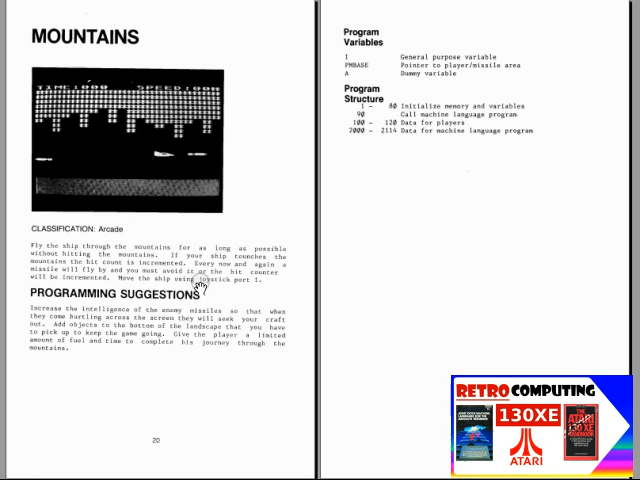 MOUNTAINS
TIME:000 SPEED:000
CLASSIFICATION: Arcade
Fly the ship through the mountains for as long as possible
without hitting the mountains. If your ship tounches the
mountains the hit count is incremented. Every now and again a
missile will fly by and you must avoid it or the hit counter
will be incremented. Move the ship using joystick port 1.
PROGRAMMING SUGGESTIONS
Increase the intelligence of the enemy missiles so that when
they come hurtling across the screen they will seek your craft
out. Add objects to the bottom of the landscape that you have
to pick up to keep the game going. Give the player a limited
amount of fuel and time to complete his journey through the
mountains.
20
Program
Variables
I General purpose variable
PMBASE Pointer to player/missile area
A Dummy variable
Program
Structure
1 - 80 Initialize memory and variables
90 Call machine language program
100 - 120 Data for players
2000 - 2114 Data for machine language program
RETRO COMPUTING
130XE
ATARI
THE
ATARI
130XE
HANDBOOK